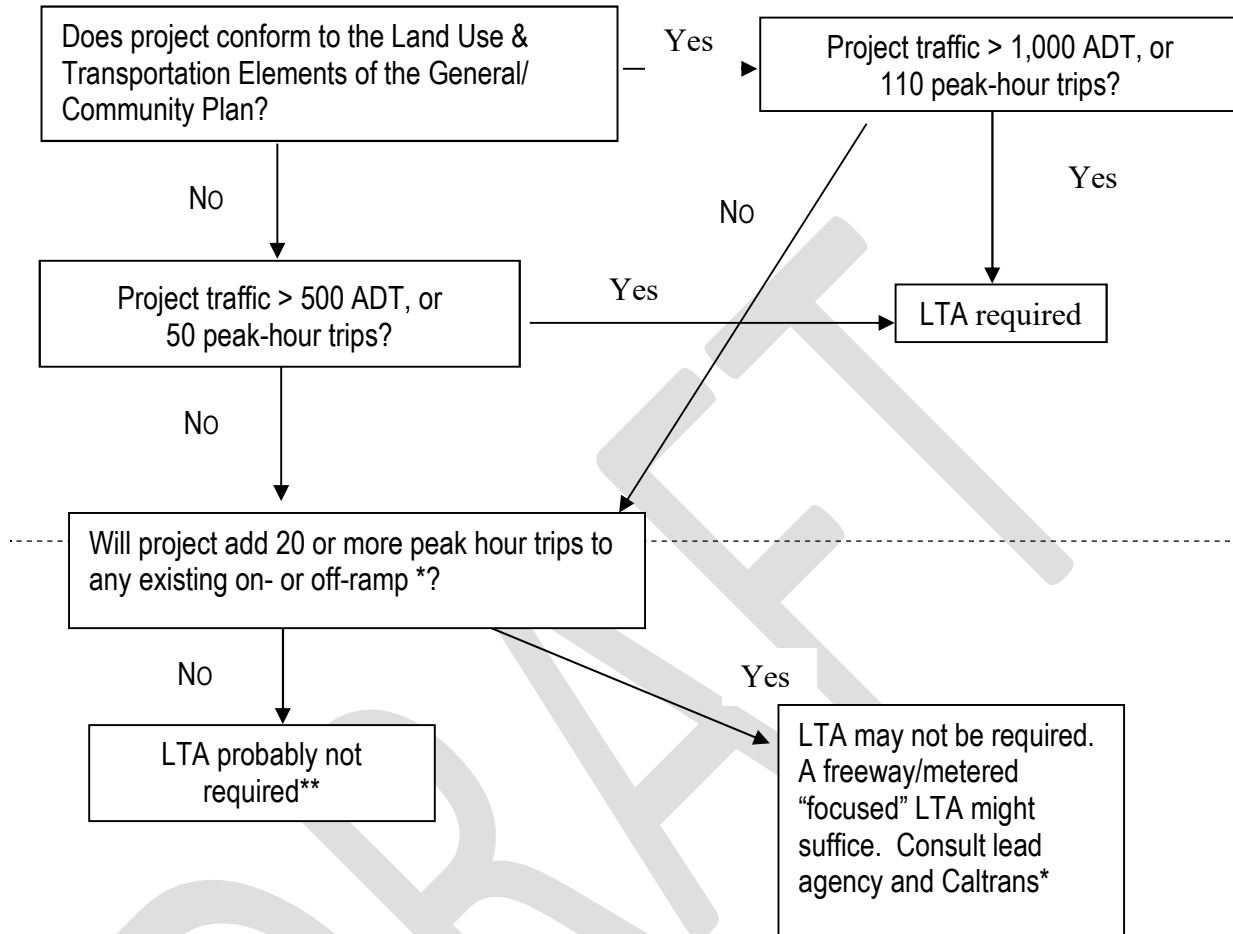 Does project conform to the Land Use &
Transportation Elements of the General/
Community Plan?
Yes
Project traffic > 1,000 ADT, or
110 peak-hour trips?
No
No
Yes
Project traffic > 500 ADT, or
50 peak-hour trips?
Yes
LTA required
No
Will project add 20 or more peak hour trips to
any existing on- or off-ramp *?
No
Yes
LTA probably not
required**
LTA may not be required.
A freeway/metered
“focused” LTA might
suffice.  Consult lead
agency and Caltrans*
DRAFT